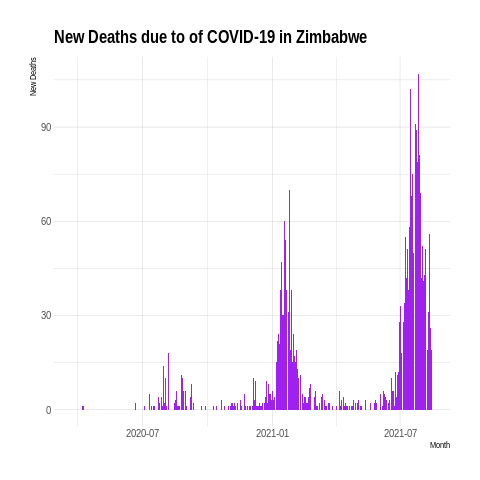 New Deaths due to of COVID-19 in Zimbabwe
New Deaths
90
60
30
0
2020-07
2021-01
2021-07
Month